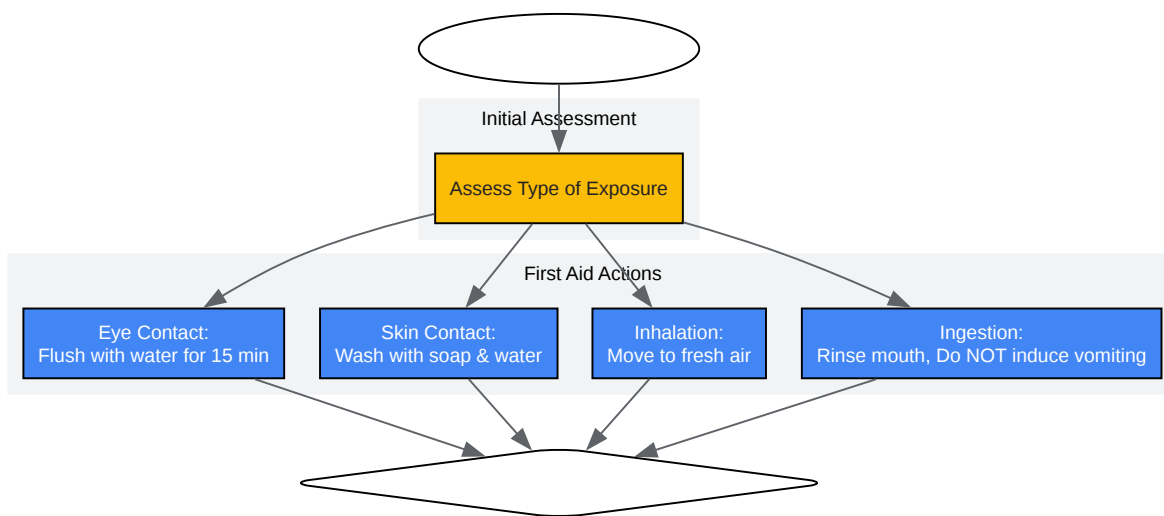 Initial Assessment
Assess Type of Exposure
First Aid Actions
Eye Contact:
Flush with water for 15 min
Skin Contact:
Wash with soap & water
Inhalation:
Move to fresh air
Ingestion:
Rinse mouth, Do NOT induce vomiting